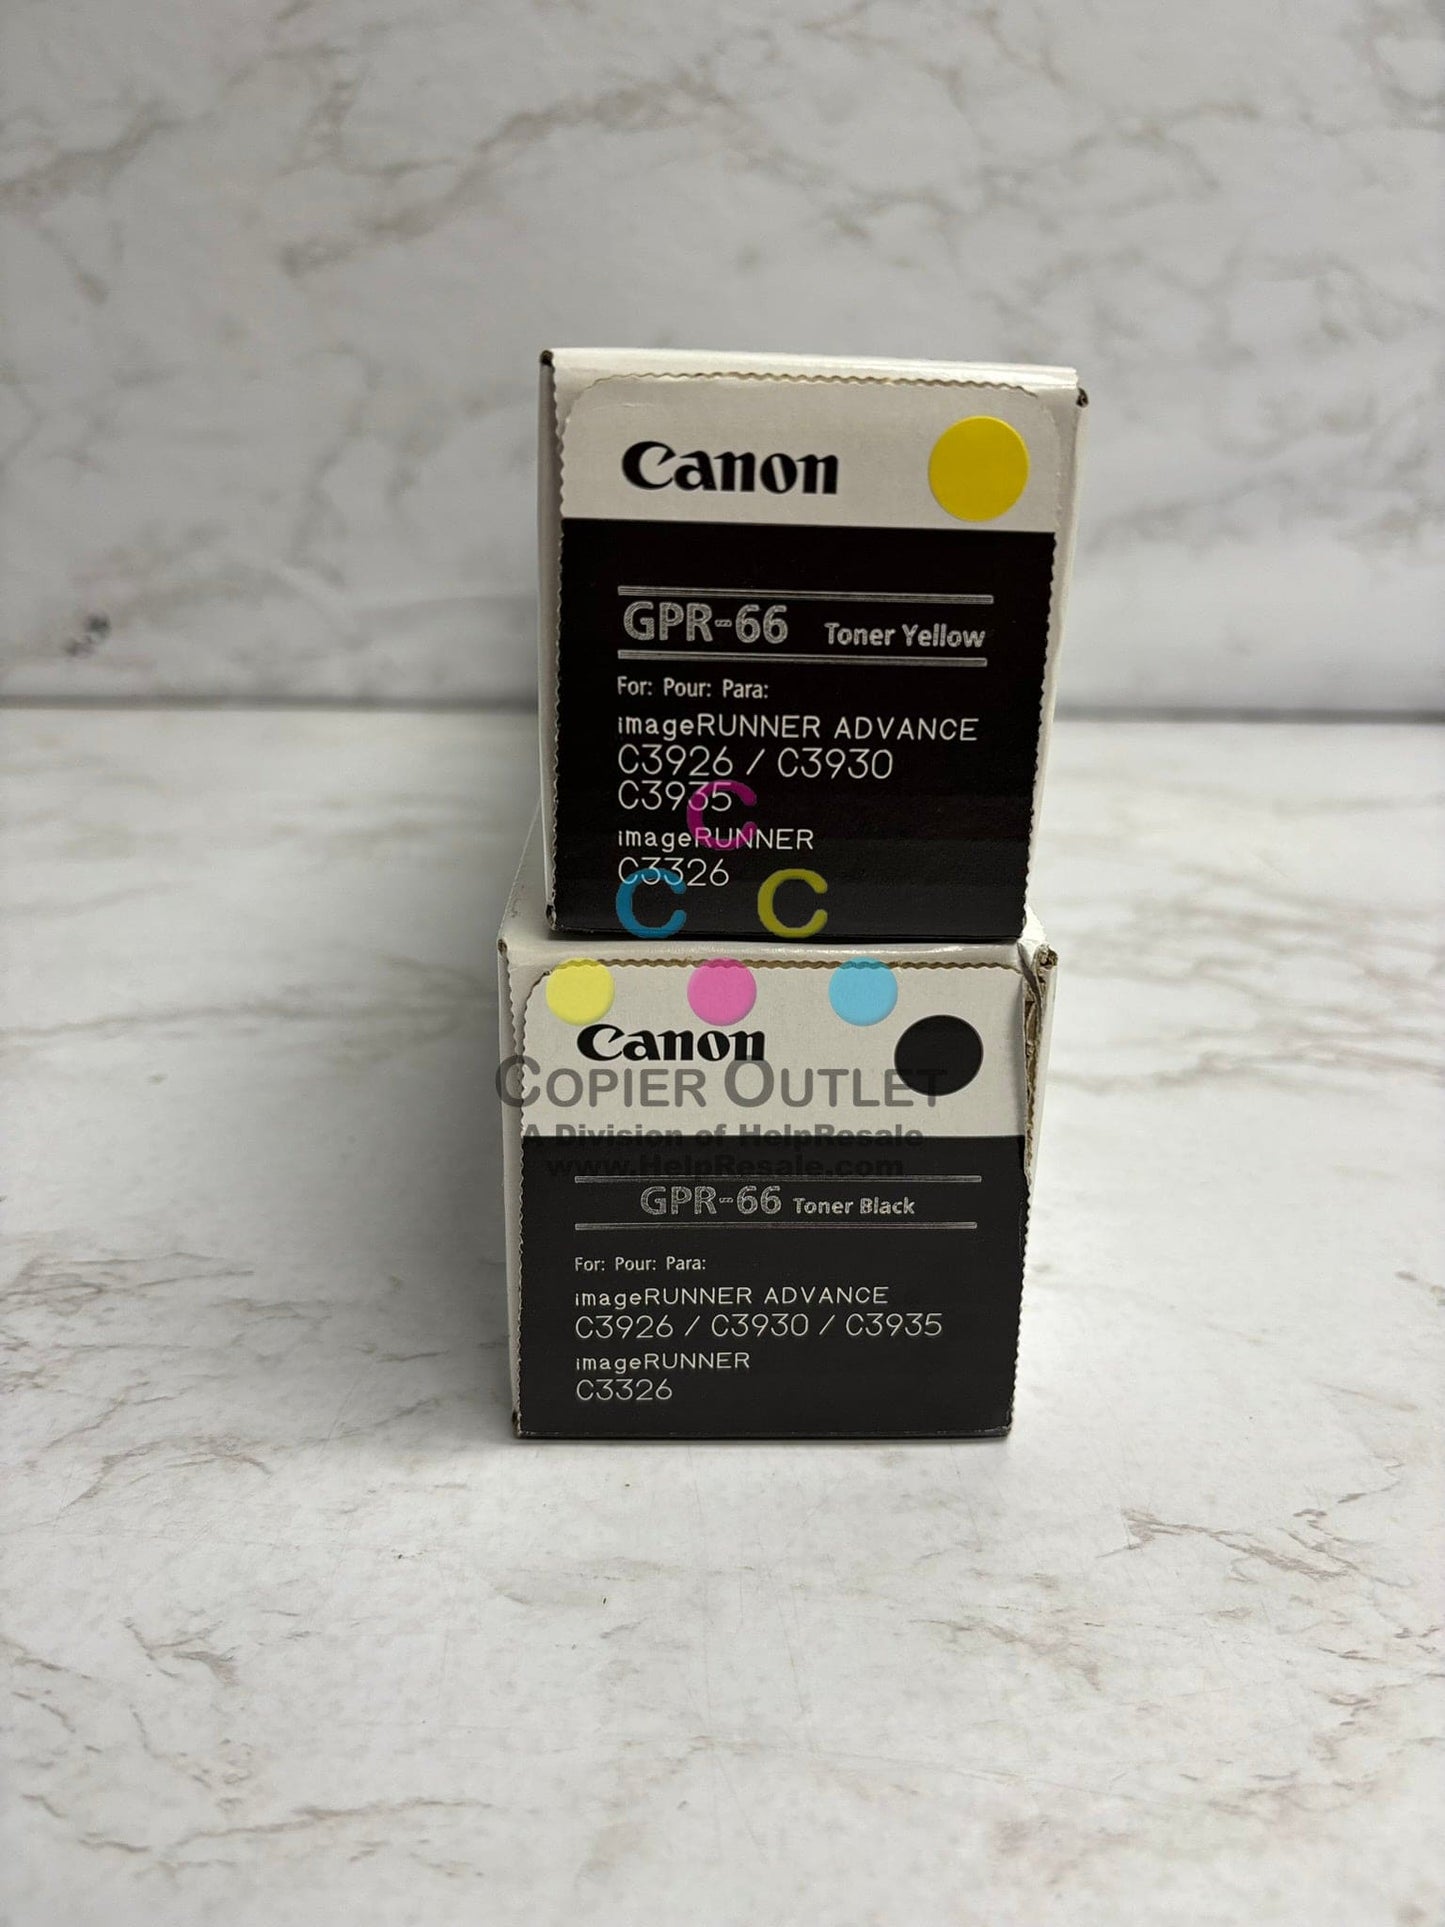 Canon
GPR-66 Toner Yellow
For: Pour: Para:
imageRUNNER ADVANCE
C3926 / C3930
C3935
imageRUNNER
C3326
C
C C
Canon
COPIER OUTLET
A Division of HelpResale
www.HelpResale.com
GPR-66 Toner Black
For: Pour: Para:
imageRUNNER ADVANCE
C3926 / C3930 / C3935
imageRUNNER
C3326